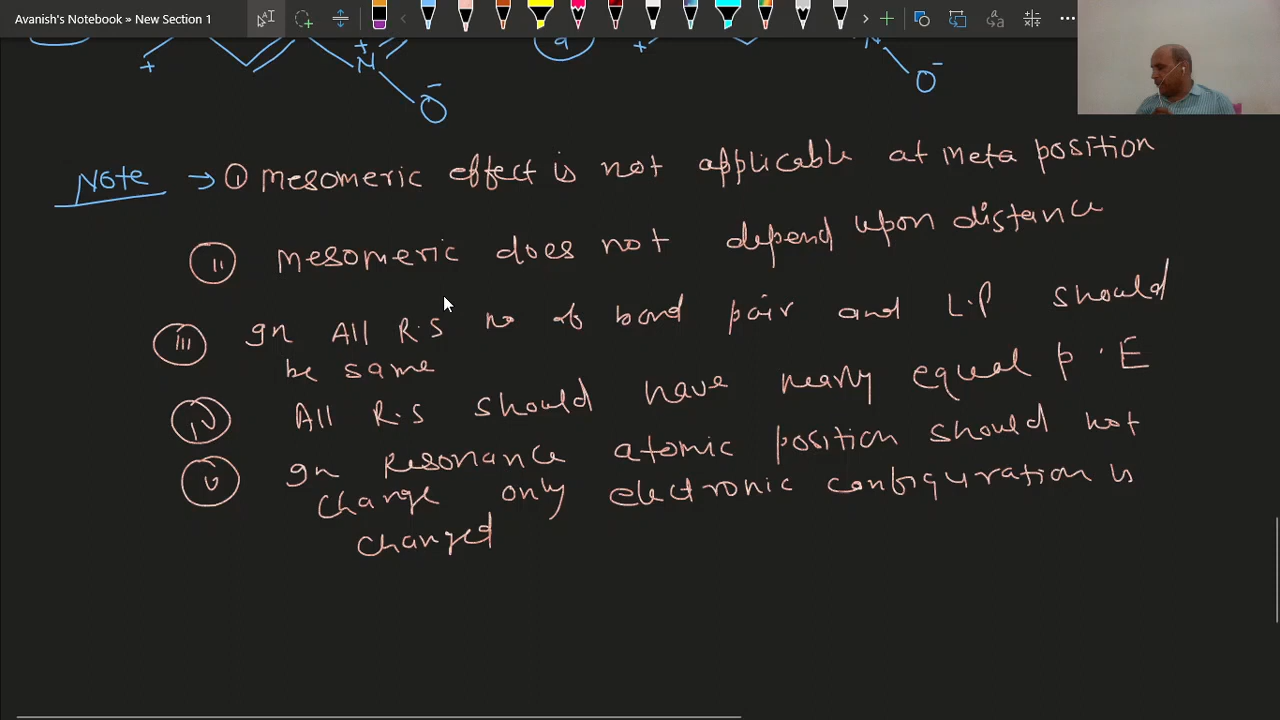 Avanish's Notebook » New Section 1
+ N + O -
a + N O -
Note → ① Mesomeric effect is not applicable at Meta position
ii Mesomeric does not depend upon distance
iii In All R.S no of bond pair and L.P should
be same
iv All R.S should have nearly equal P.E
v In Resonance atomic position should not
change only electronic configuration is
changed